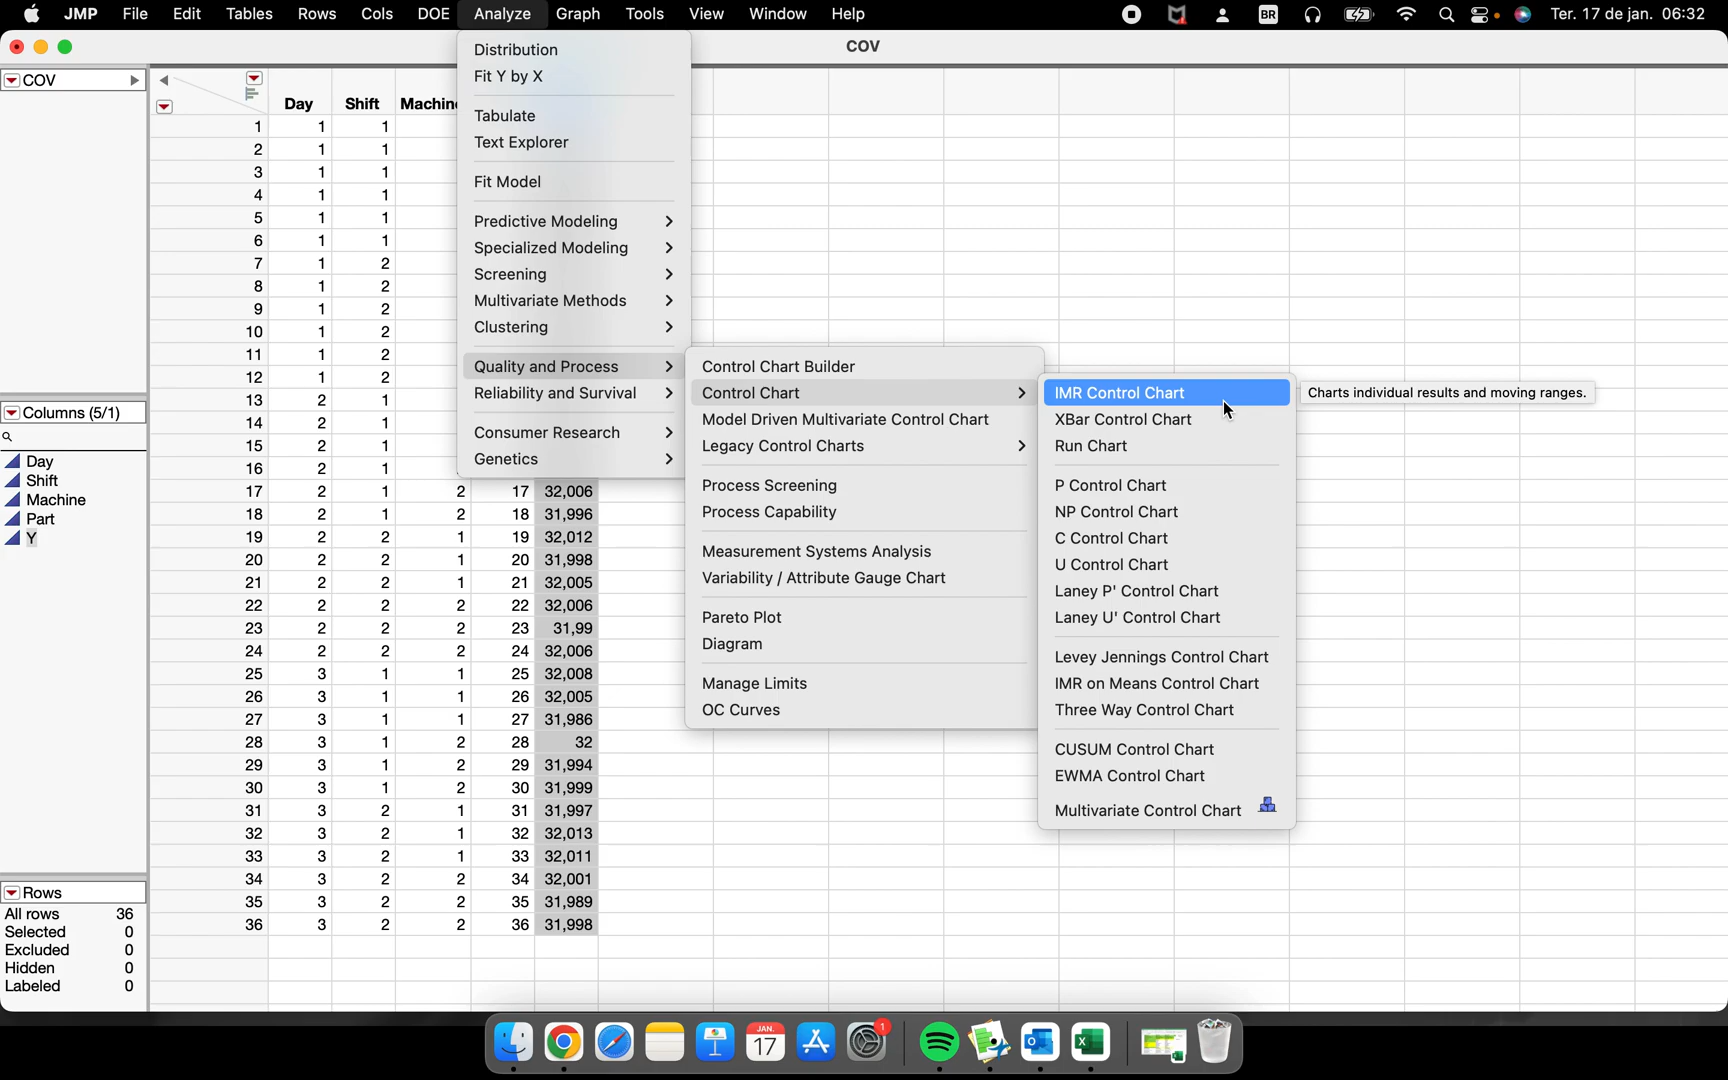 JMP File Edit Tables Rows Cols DOE Analyze Graph Tools View Window Help BR Ter. 17 de jan. 06:32
COV
COV
Day Shift Machine
1 1 1
2 1 1
3 1 1
4 1 1
5 1 1
6 1 1
7 1 2
8 1 2
9 1 2
10 1 2
11 1 2
12 1 2
13 2 1
14 2 1
15 2 1
16 2 1
17 2 1 2 17 32,006
18 2 1 2 18 31,996
19 2 2 1 19 32,012
20 2 2 1 20 31,998
21 2 2 1 21 32,005
22 2 2 2 22 32,006
23 2 2 2 23 31,99
24 2 2 2 24 32,006
25 3 1 1 25 32,008
26 3 1 1 26 32,005
27 3 1 1 27 31,986
28 3 1 2 28 32
29 3 1 2 29 31,994
30 3 1 2 30 31,999
31 3 2 1 31 31,997
32 3 2 1 32 32,013
33 3 2 1 33 32,011
34 3 2 2 34 32,001
35 3 2 2 35 31,989
36 3 2 2 36 31,998
Columns (5/1)
Day
Shift
Machine
Part
Y
Rows
All rows 36
Selected 0
Excluded 0
Hidden 0
Labeled 0
Distribution
Fit Y by X
Tabulate
Text Explorer
Fit Model
Predictive Modeling
Specialized Modeling
Screening
Multivariate Methods
Clustering
Quality and Process
Reliability and Survival
Consumer Research
Genetics
Control Chart Builder
Control Chart
Model Driven Multivariate Control Chart
Legacy Control Charts
Process Screening
Process Capability
Measurement Systems Analysis
Variability / Attribute Gauge Chart
Pareto Plot
Diagram
Manage Limits
OC Curves
IMR Control Chart
XBar Control Chart
Run Chart
P Control Chart
NP Control Chart
C Control Chart
U Control Chart
Laney P' Control Chart
Laney U' Control Chart
Levey Jennings Control Chart
IMR on Means Control Chart
Three Way Control Chart
CUSUM Control Chart
EWMA Control Chart
Multivariate Control Chart
Charts individual results and moving ranges.
JAN.
17
1